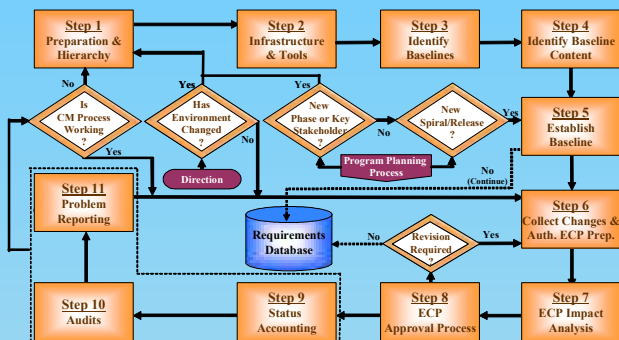 Step 1
Preparation &
Hierarchy
Step 2
Infrastructure
& Tools
Step 3
Identify
Baselines
Step 4
Identify Baseline
Content
No
Yes
Yes
Is
CM Process
Working
?
Has
Environment
Changed
?
New
Phase or Key
Stakeholder
?
New
Spiral/Release
?
No
Yes
Step 5
Establish
Baseline
Yes
No
Direction
Program Planning
Process
No
(Continue)
Step 11
Problem
Reporting
Requirements
Database
No
Revision
Required
?
Yes
Step 6
Collect Changes &
Auth. ECP Prep.
Step 10
Audits
Step 9
Status
Accounting
Step 8
ECP
Approval Process
Step 7
ECP Impact
Analysis